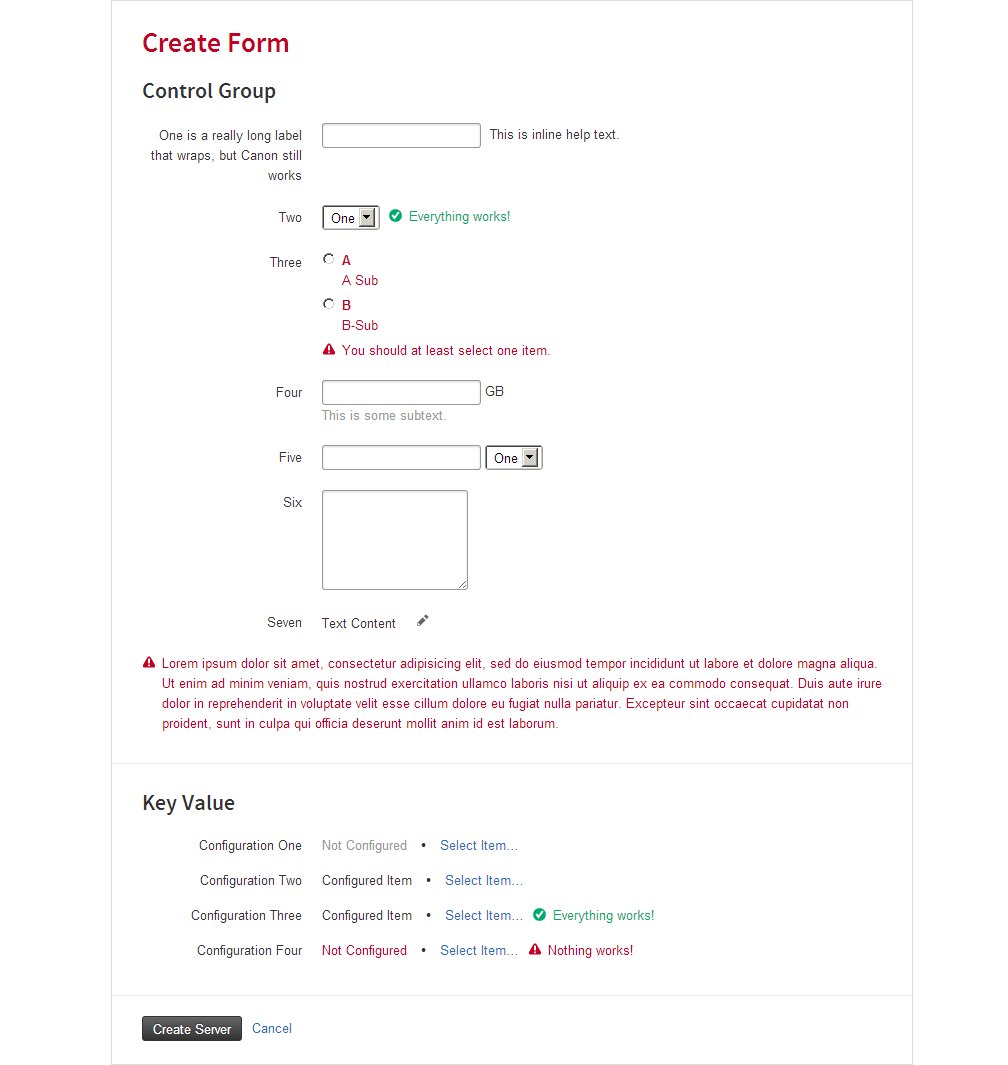 Create Form
Control Group
One is a really long label
that wraps, but Canon still
works
This is inline help text.
Two
One
Everything works!
Three
A
A Sub
B
B-Sub
You should at least select one item.
Four
GB
This is some subtext.
Five
One
Six
Seven
Text Content
Lorem ipsum dolor sit amet, consectetur adipisicing elit, sed do eiusmod tempor incididunt ut labore et dolore magna aliqua.
Ut enim ad minim veniam, quis nostrud exercitation ullamco laboris nisi ut aliquip ex ea commodo consequat. Duis aute irure
dolor in reprehenderit in voluptate velit esse cillum dolore eu fugiat nulla pariatur. Excepteur sint occaecat cupidatat non
proident, sunt in culpa qui officia deserunt mollit anim id est laborum.
Key Value
Configuration One Not Configured • Select Item...
Configuration Two Configured Item • Select Item...
Configuration Three Configured Item • Select Item... Everything works!
Configuration Four Not Configured • Select Item... Nothing works!
Create Server Cancel